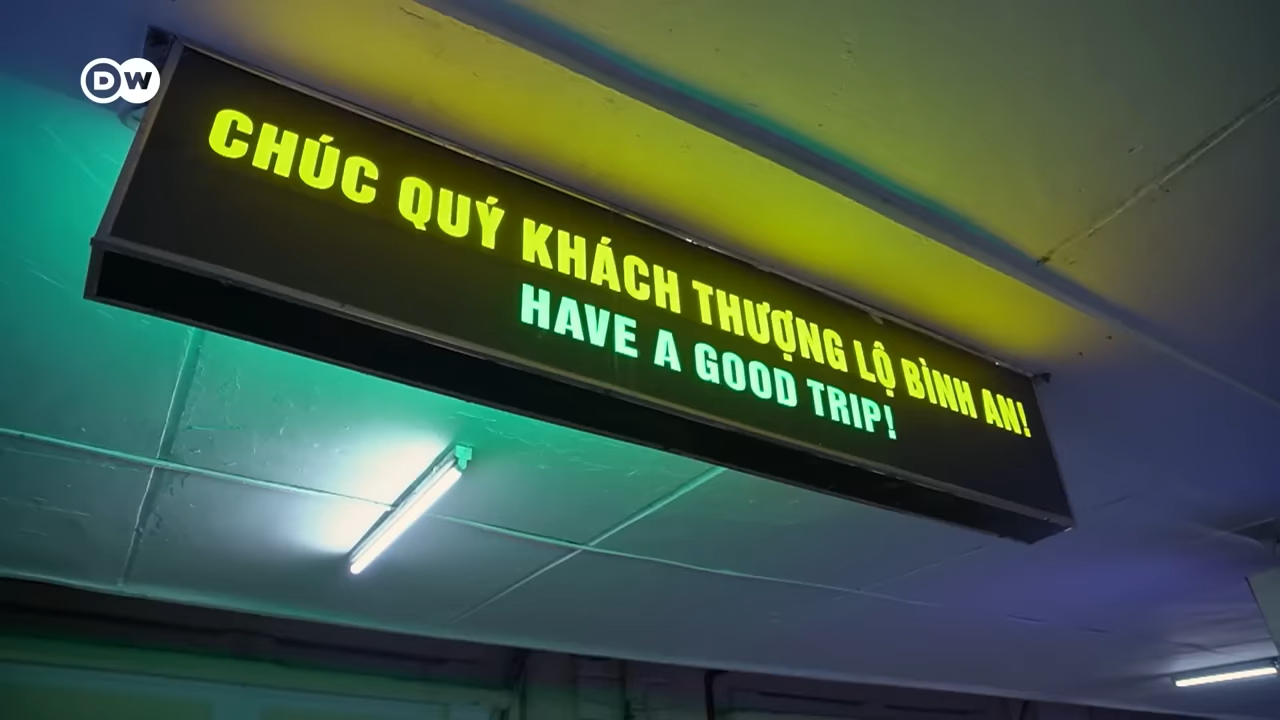 DW
CHÚC QUÝ KHÁCH THƯỢNG LỘ BÌNH AN!
HAVE A GOOD TRIP!